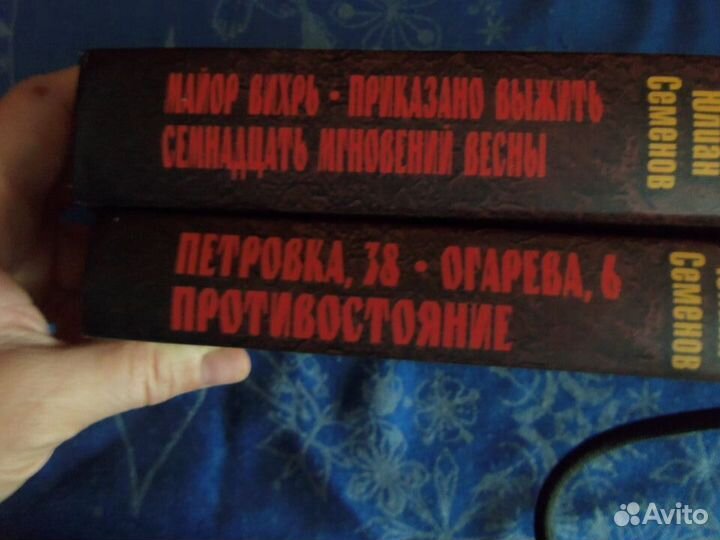 МАЙОР ВИХРЬ • ПРИКАЗАНО ВЫЖИТЬ
СЕМНАДЦАТЬ МГНОВЕНИЙ ВЕСНЫ
Юлиан
Семенов
ПЕТРОВКА, 38 • ОГАРЕВА, 6
ПРОТИВОСТОЯНИЕ
Семенов
Avito